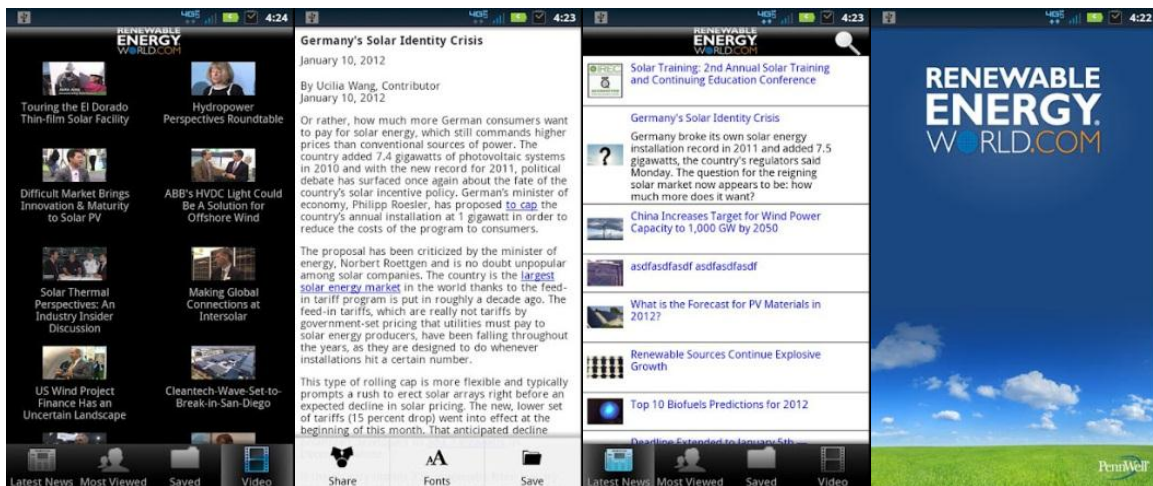 4G 4:24
RENEWABLE
ENERGY
WORLD.COM
Touring the El Dorado
Thin-film Solar Facility
Hydropower
Perspectives Roundtable
Difficult Market Brings
Innovation & Maturity
to Solar PV
ABB's HVDC Light Could
Be A Solution for
Offshore Wind
Solar Thermal
Perspectives: An
Industry Insider
Discussion
Making Global
Connections at
Intersolar
US Wind Project
Finance Has an
Uncertain Landscape
Cleantech-Wave-Set-to-
Break-in-San-Diego
Latest News Most Viewed Saved Video
4G 4:23
Germany's Solar Identity Crisis
January 10, 2012
By Ucilia Wang, Contributor
January 10, 2012
Or rather, how much more German consumers want
to pay for solar energy, which still commands higher
prices than conventional sources of power. The
country added 7.4 gigawatts of photovoltaic systems
in 2010 and with the new record for 2011, political
debate has surfaced once again about the fate of the
country's solar incentive policy. German's minister of
economy, Philipp Roesler, has proposed to cap the
country's annual installation at 1 gigawatt in order to
reduce the costs of the program to consumers.
The proposal has been criticized by the minister of
energy, Norbert Roettgen and is no doubt unpopular
among solar companies. The country is the largest
solar energy market in the world thanks to the feed-
in tariff program is put in roughly a decade ago. The
feed-in tariffs, which are really not tariffs by
government-set pricing that utilities must pay to
solar energy producers, have been falling throughout
the years, as they are designed to do whenever
installations hit a certain number.
This type of rolling cap is more flexible and typically
prompts a rush to erect solar arrays right before an
expected decline in solar pricing. The new, lower set
of tariffs (15 percent drop) went into effect at the
beginning of this month. That anticipated decline
Share Fonts Save
4G 4:23
RENEWABLE
ENERGY
WORLD.COM
IREC
Solar Training: 2nd Annual Solar Training
and Continuing Education Conference
Germany's Solar Identity Crisis
Germany broke its own solar energy
installation record in 2011 and added 7.5
gigawatts, the country's regulators said
Monday. The question for the reigning
solar market now appears to be: how
much more does it want?
China Increases Target for Wind Power
Capacity to 1,000 GW by 2050
asdfasdfasdf asdfasdfasdf
What is the Forecast for PV Materials in
2012?
Renewable Sources Continue Explosive
Growth
Top 10 Biofuels Predictions for 2012
Deadline Extended to January 5th —
Latest News Most Viewed Saved Video
4G 4:22
RENEWABLE
ENERGY.
WORLD.COM
PennWell